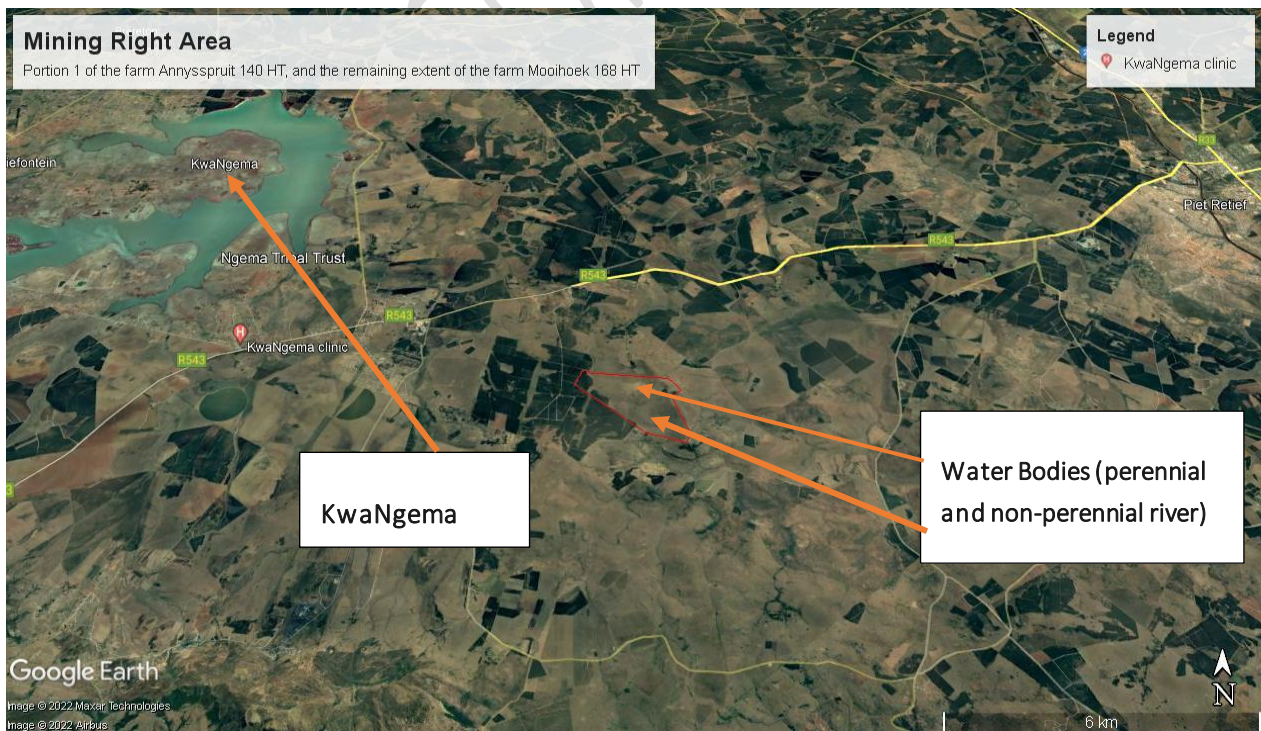 Mining Right Area
Portion 1 of the farm Annysspruit 140 HT, and the remaining extent of the farm Mooihoek 168 HT
Legend
KwaNgema clinic
R33
iefontein
KwaNgema
Piet Retief
R543
Ngema Tribal Trust
R543
R543
H
KwaNgema clinic
R543
3
KwaNgema
Water Bodies (perennial
and non-perennial river)
Google Earth
Image © 2022 Maxar Technologies
Image © 2022 Airbus
N
6 km